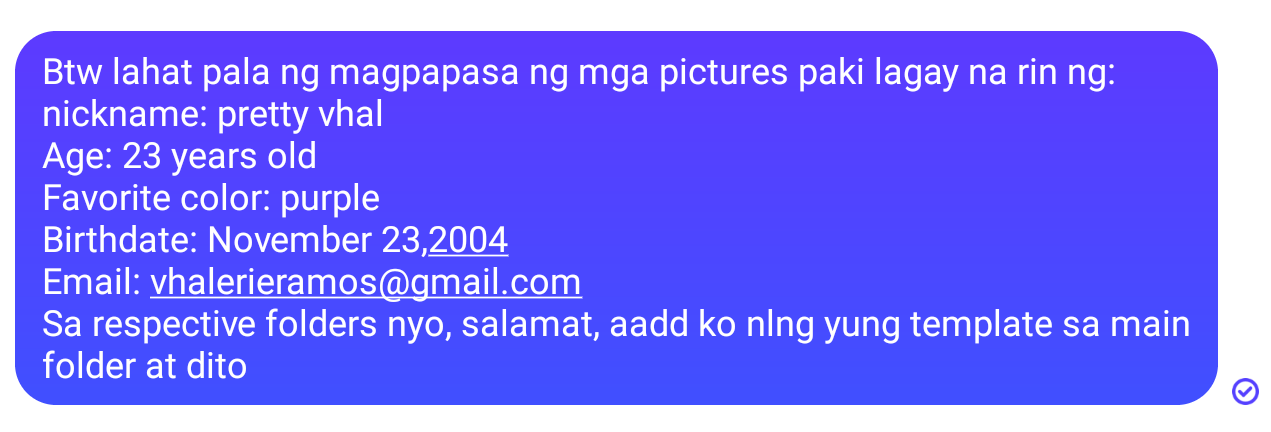 Btw lahat pala ng magpapasa ng mga pictures paki lagay na rin ng:
nickname: pretty vhal
Age: 23 years old
Favorite color: purple
Birthdate: November 23,2004
Email: vhalerieramos@gmail.com
Sa respective folders nyo, salamat, aadd ko nlng yung template sa main
folder at dito